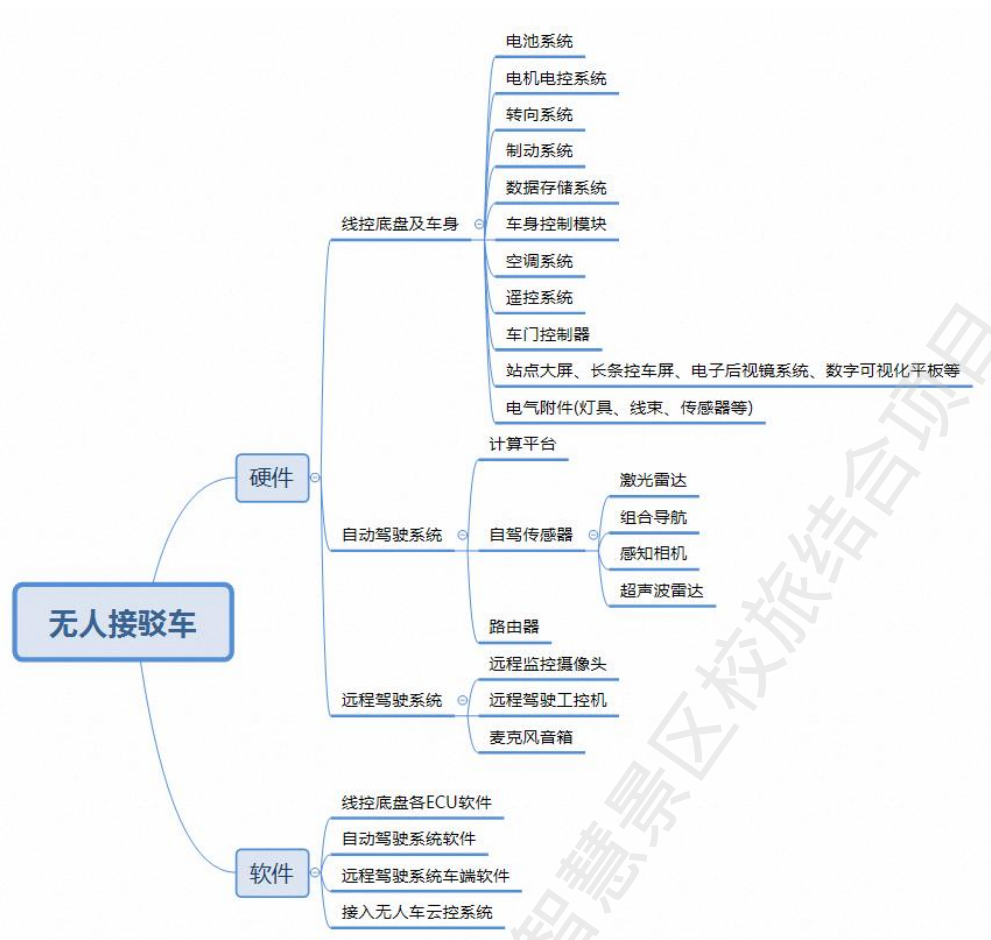 电池系统
电机电控系统
转向系统
制动系统
数据存储系统
线控底盘及车身
车身控制模块
空调系统
遥控系统
车门控制器
站点大屏、长条控车屏、电子后视镜系统、数字可视化平板等
电气附件(灯具、线束、传感器等)
计算平台
硬件
激光雷达
组合导航
自动驾驶系统
自驾传感器
感知相机
超声波雷达
无人接驳车
路由器
远程监控摄像头
远程驾驶系统
远程驾驶工控机
麦克风音箱
线控底盘各ECU软件
自动驾驶系统软件
软件
远程驾驶系统车端软件
接入无人车云控系统
智慧景区校旅结合项目